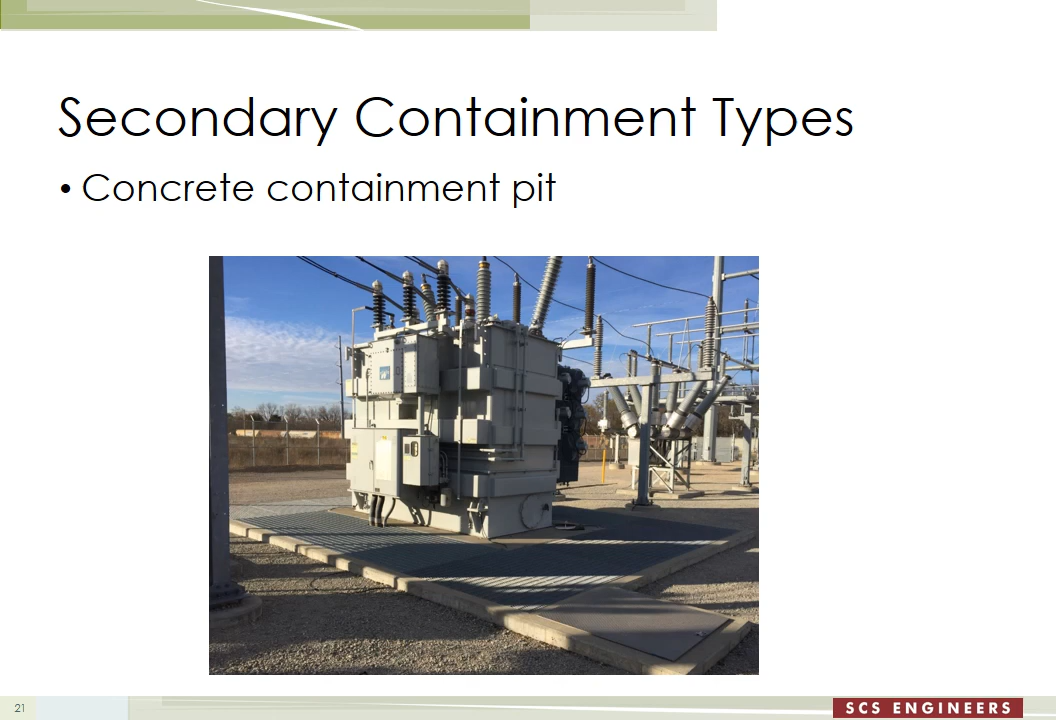 Secondary Containment Types
• Concrete containment pit
21
SCS ENGINEERS